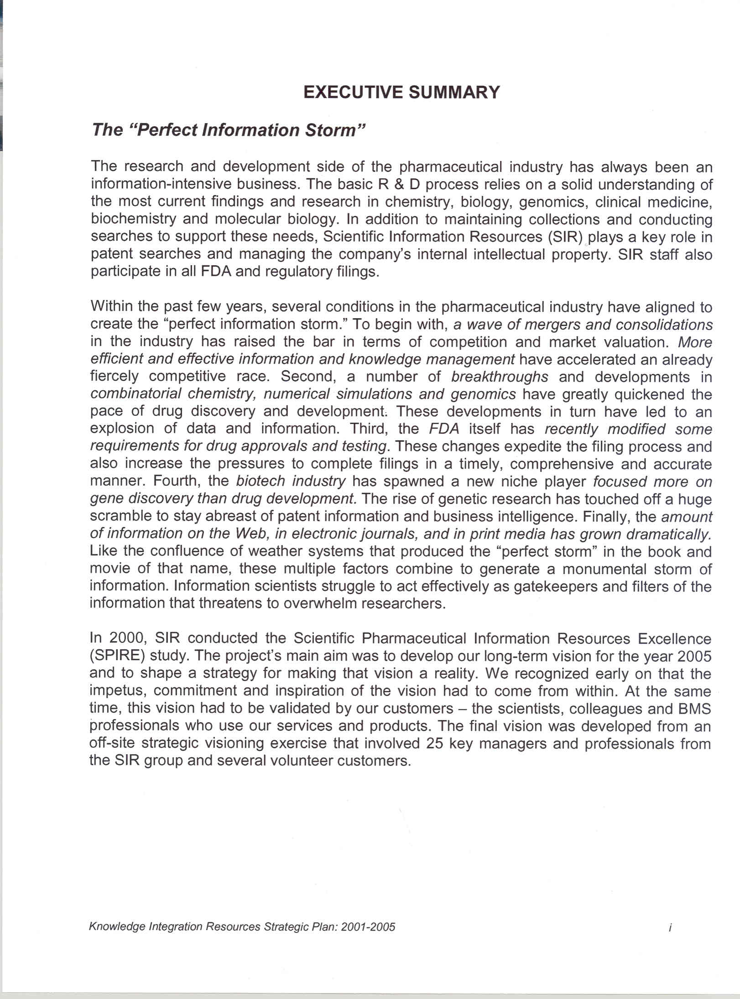 EXECUTIVE SUMMARY
The “Perfect Information Storm”
The research and development side of the pharmaceutical industry has always been an
information-intensive business. The basic R & D process relies on a solid understanding of
the most current findings and research in chemistry, biology, genomics, clinical medicine,
biochemistry and molecular biology. In addition to maintaining collections and conducting
searches to support these needs, Scientific Information Resources (SIR) plays a key role in
patent searches and managing the company’s internal intellectual property. SIR staff also
participate in all FDA and regulatory filings.
Within the past few years, several conditions in the pharmaceutical industry have aligned to
create the “perfect information storm.” To begin with, a wave of mergers and consolidations
in the industry has raised the bar in terms of competition and market valuation. More
efficient and effective information and knowledge management have accelerated an already
fiercely competitive race. Second, a number of breakthroughs and developments in
combinatorial chemistry, numerical simulations and genomics have greatly quickened the
pace of drug discovery and development. These developments in turn have led to an
explosion of data and information. Third, the FDA itself has recently modified some
requirements for drug approvals and testing. These changes expedite the filing process and
also increase the pressures to complete filings in a timely, comprehensive and accurate
manner. Fourth, the biotech industry has spawned a new niche player focused more on
gene discovery than drug development. The rise of genetic research has touched off a huge
scramble to stay abreast of patent information and business intelligence. Finally, the amount
of information on the Web, in electronic journals, and in print media has grown dramatically.
Like the confluence of weather systems that produced the “perfect storm” in the book and
movie of that name, these multiple factors combine to generate a monumental storm of
information. Information scientists struggle to act effectively as gatekeepers and filters of the
information that threatens to overwhelm researchers.
In 2000, SIR conducted the Scientific Pharmaceutical Information Resources Excellence
(SPIRE) study. The project’s main aim was to develop our long-term vision for the year 2005
and to shape a strategy for making that vision a reality. We recognized early on that the
impetus, commitment and inspiration of the vision had to come from within. At the same
time, this vision had to be validated by our customers – the scientists, colleagues and BMS
professionals who use our services and products. The final vision was developed from an
off-site strategic visioning exercise that involved 25 key managers and professionals from
the SIR group and several volunteer customers.
Knowledge Integration Resources Strategic Plan: 2001-2005 i